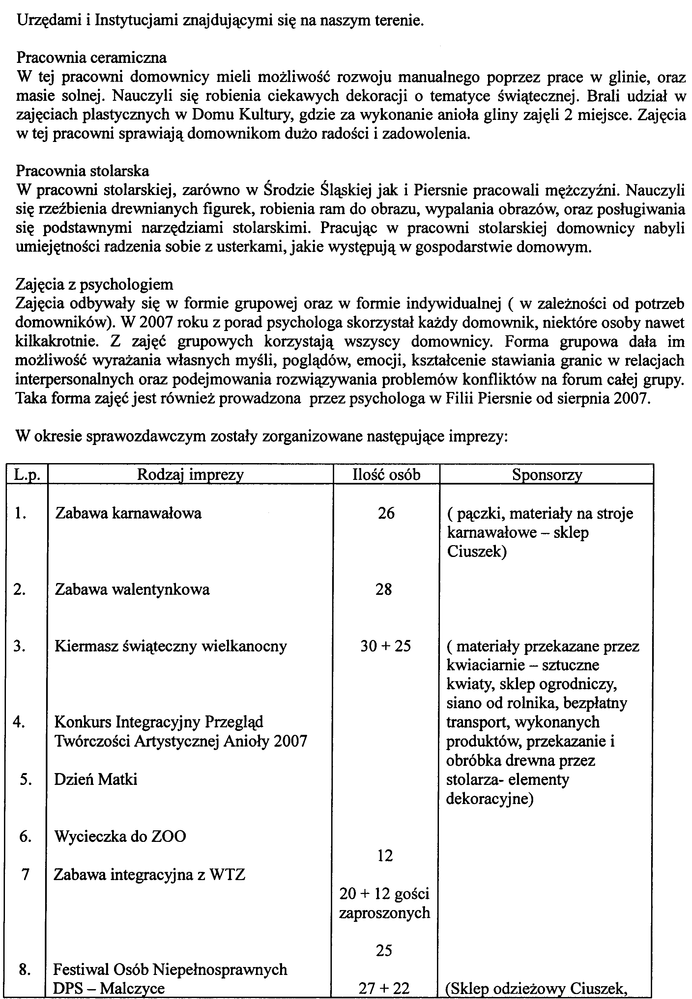 Urzędami i Instytucjami znajdującymi się na naszym terenie.
Pracownia ceramiczna
W tej pracowni domownicy mieli możliwość rozwoju manualnego poprzez prace w glinie, oraz
masie solnej. Nauczyli się robienia ciekawych dekoracji o tematyce świątecznej. Brali udział w
zajęciach plastycznych w Domu Kultury, gdzie za wykonanie anioła gliny zajęli 2 miejsce. Zajęcia
w tej pracowni sprawiają domownikom dużo radości i zadowolenia.
Pracownia stolarska
W pracowni stolarskiej, zarówno w Środzie Śląskiej jak i Piersnie pracowali mężczyźni. Nauczyli
się rzeźbienia drewnianych figurek, robienia ram do obrazu, wypalania obrazów, oraz posługiwania
się podstawnymi narzędziami stolarskimi. Pracując w pracowni stolarskiej domownicy nabyli
umiejętności radzenia sobie z usterkami, jakie występują w gospodarstwie domowym.
Zajęcia z psychologiem
Zajęcia odbywały się w formie grupowej oraz w formie indywidualnej ( w zależności od potrzeb
domowników). W 2007 roku z porad psychologa skorzystał każdy domownik, niektóre osoby nawet
kilkakrotnie. Z zajęć grupowych korzystają wszyscy domownicy. Forma grupowa dała im
możliwość wyrażania własnych myśli, poglądów, emocji, kształcenie stawiania granic w relacjach
interpersonalnych oraz podejmowania rozwiązywania problemów konfliktów na forum całej grupy.
Taka forma zajęć jest również prowadzona przez psychologa w Filii Piersnie od sierpnia 2007.
W okresie sprawozdawczym zostały zorganizowane następujące imprezy:
L.p. Rodzaj imprezy Ilość osób Sponsorzy
1. Zabawa karnawałowa 26 ( pączki, materiały na stroje
karnawałowe – sklep
Ciuszek)
2. Zabawa walentynkowa 28
3. Kiermasz świąteczny wielkanocny 30 + 25 ( materiały przekazane przez
kwiaciarnie – sztuczne
kwiaty, sklep ogrodniczy,
siano od rolnika, bezpłatny
4. Konkurs Integracyjny Przegląd transport, wykonanych
Twórczości Artystycznej Anioły 2007 produktów, przekazanie i
obróbka drewna przez
5. Dzień Matki stolarza- elementy
dekoracyjne)
6. Wycieczka do ZOO
12
7 Zabawa integracyjna z WTZ
20 + 12 gości
zaproszonych
25
8. Festiwal Osób Niepełnosprawnych
DPS – Malczyce 27 + 22 (Sklep odzieżowy Ciuszek,